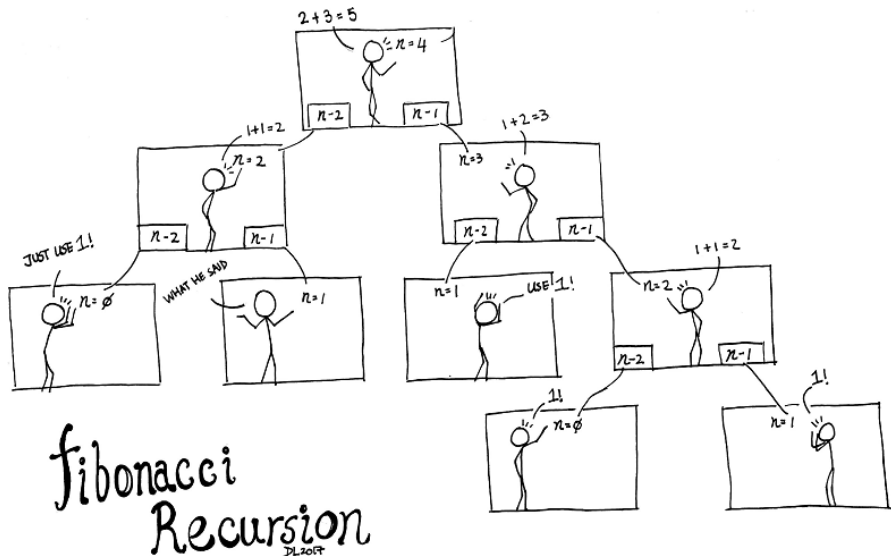 2+3=5
n=4
n-2
n-1
1+1=2
n=2
n-2
n-1
1+2=3
n=3
n-2
n-1
JUST USE 1!
n=∅
WHAT HE SAID
n=1
n=1
USE 1!
1+1=2
n=2
n-2
n-1
1!
n=∅
1!
n=1
fibonacci
Recursion
DL2017